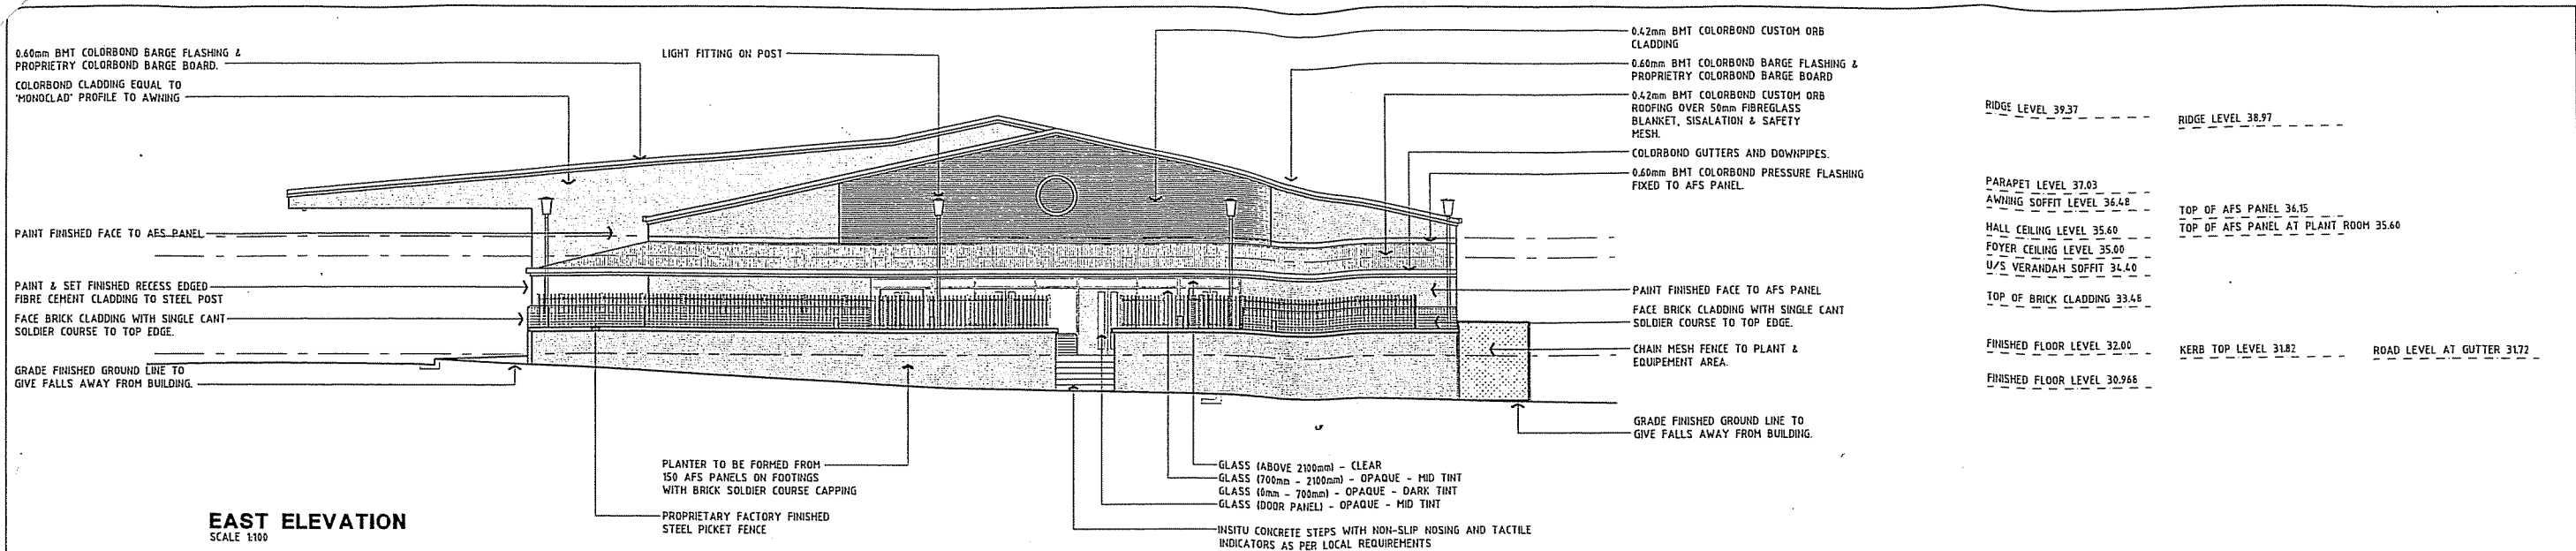 0.60mm BMT COLORBOND BARGE FLASHING &
PROPRIETRY COLORBOND BARGE BOARD.
COLORBOND CLADDING EQUAL TO
'MONOCLAD' PROFILE TO AWNING
PAINT FINISHED FACE TO AFS PANEL
PAINT & SET FINISHED RECESS EDGED
FIBRE CEMENT CLADDING TO STEEL POST
FACE BRICK CLADDING WITH SINGLE CANT
SOLDIER COURSE TO TOP EDGE.
GRADE FINISHED GROUND LINE TO
GIVE FALLS AWAY FROM BUILDING.
LIGHT FITTING ON POST
PLANTER TO BE FORMED FROM
150 AFS PANELS ON FOOTINGS
WITH BRICK SOLDIER COURSE CAPPING
PROPRIETARY FACTORY FINISHED
STEEL PICKET FENCE
GLASS (ABOVE 2100mm) - CLEAR
GLASS (700mm - 2100mm) - OPAQUE - MID TINT
GLASS (0mm - 700mm) - OPAQUE - DARK TINT
GLASS (DOOR PANEL) - OPAQUE - MID TINT
INSITU CONCRETE STEPS WITH NON-SLIP NOSING AND TACTILE
INDICATORS AS PER LOCAL REQUIREMENTS
0.42mm BMT COLORBOND CUSTOM ORB
CLADDING
0.60mm BMT COLORBOND BARGE FLASHING &
PROPRIETRY COLORBOND BARGE BOARD
0.42mm BMT COLORBOND CUSTOM ORB
ROOFING OVER 50mm FIBREGLASS
BLANKET, SISALATION & SAFETY
MESH.
COLORBOND GUTTERS AND DOWNPIPES.
0.60mm BMT COLORBOND PRESSURE FLASHING
FIXED TO AFS PANEL.
PAINT FINISHED FACE TO AFS PANEL
FACE BRICK CLADDING WITH SINGLE CANT
SOLDIER COURSE TO TOP EDGE.
CHAIN MESH FENCE TO PLANT &
EQUIPEMENT AREA.
GRADE FINISHED GROUND LINE TO
GIVE FALLS AWAY FROM BUILDING.
RIDGE LEVEL 39.37
RIDGE LEVEL 38.97
PARAPET LEVEL 37.03
AWNING SOFFIT LEVEL 36.48
TOP OF AFS PANEL 36.15
HALL CEILING LEVEL 35.60
TOP OF AFS PANEL AT PLANT ROOM 35.60
FOYER CEILING LEVEL 35.00
U/S VERANDAH SOFFIT 34.40
TOP OF BRICK CLADDING 33.48
FINISHED FLOOR LEVEL 32.00
KERB TOP LEVEL 31.82
ROAD LEVEL AT GUTTER 31.72
FINISHED FLOOR LEVEL 30.968
EAST ELEVATION
SCALE 1:100